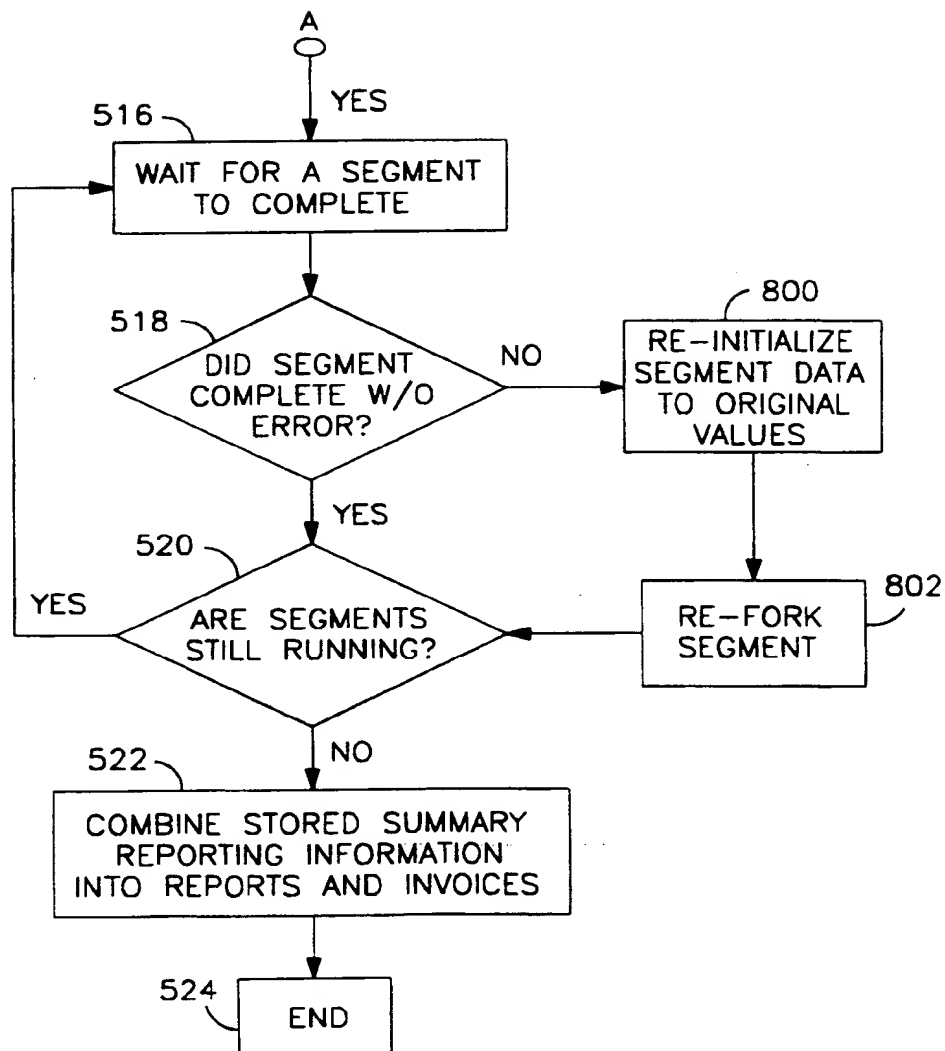 A
YES
516
WAIT FOR A SEGMENT
TO COMPLETE
518
DID SEGMENT
COMPLETE W/O
ERROR?
NO
800
RE-INITIALIZE
SEGMENT DATA
TO ORIGINAL
VALUES
YES
520
YES
ARE SEGMENTS
STILL RUNNING?
802
RE-FORK
SEGMENT
NO
522
COMBINE STORED SUMMARY
REPORTING INFORMATION
INTO REPORTS AND INVOICES
524
END